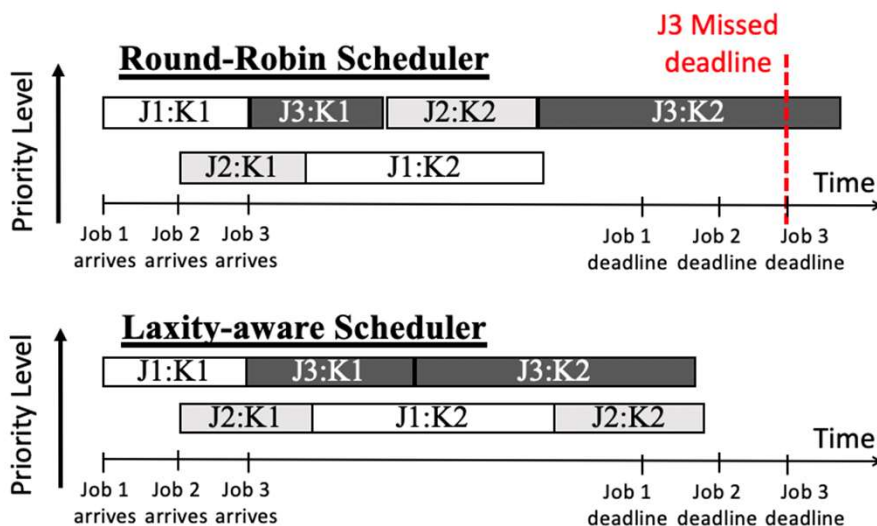 J3 Missed
deadline
Round-Robin Scheduler
Priority Level
J1:K1 J3:K1 J2:K2 J3:K2
J2:K1 J1:K2
Time
Job 1 Job 2 Job 3 Job 1 Job 2 Job 3
arrives arrives arrives deadline deadline deadline
Laxity-aware Scheduler
Priority Level
J1:K1 J3:K1 J3:K2
J2:K1 J1:K2 J2:K2
Time
Job 1 Job 2 Job 3 Job 1 Job 2 Job 3
arrives arrives arrives deadline deadline deadline